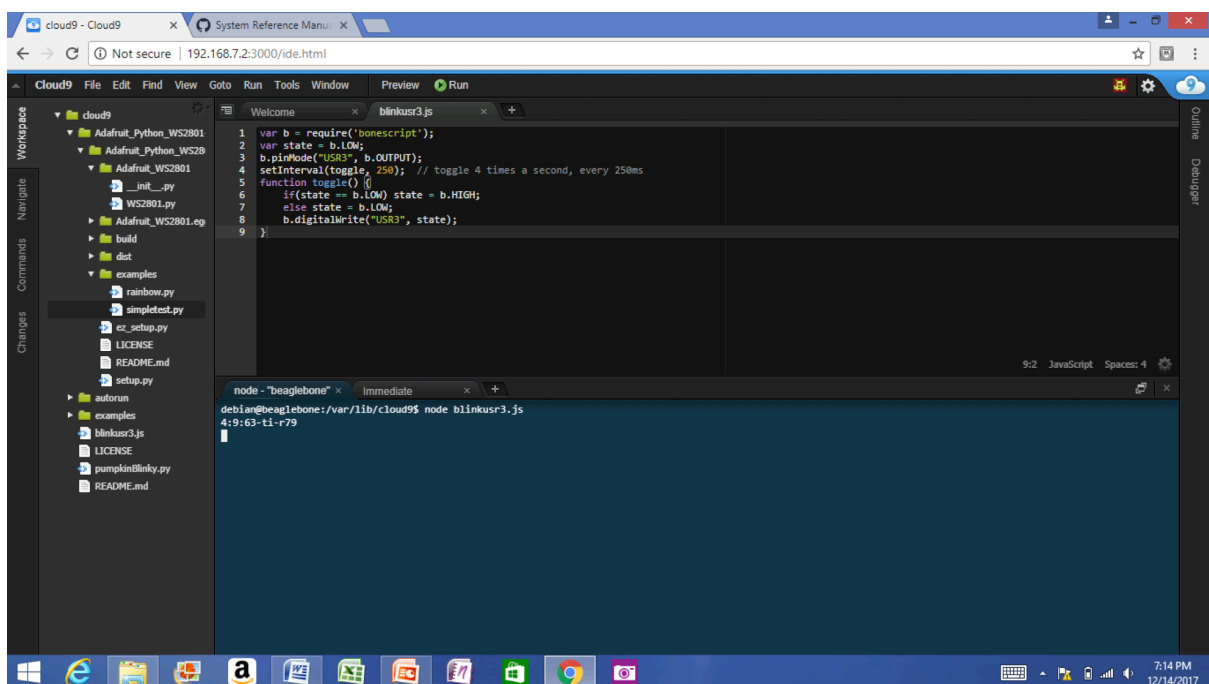 cloud9 - Cloud9
System Reference Manu
Not secure | 192.168.7.2:3000/ide.html
Cloud9 File Edit Find View Goto Run Tools Window Preview Run
Workspace
Navigate
Commands
Changes
cloud9
Adafruit_Python_WS2801-
Adafruit_Python_WS28
Adafruit_WS2801
__init__.py
WS2801.py
Adafruit_WS2801.eg
build
dist
examples
rainbow.py
simpletest.py
ez_setup.py
LICENSE
README.md
setup.py
autorun
examples
blinkusr3.js
LICENSE
pumpkinBlinky.py
README.md
Welcome
blinkusr3.js
1 var b = require('bonescript');
2 var state = b.LOW;
3 b.pinMode("USR3", b.OUTPUT);
4 setInterval(toggle, 250);  // toggle 4 times a second, every 250ms
5 function toggle() {
6     if(state == b.LOW) state = b.HIGH;
7     else state = b.LOW;
8     b.digitalWrite("USR3", state);
9 }
9:2 JavaScript Spaces: 4
node - "beaglebone"
Immediate
debian@beaglebone:/var/lib/cloud9$ node blinkusr3.js
4:9:63-ti-r79
Outline
Debugger
7:14 PM
12/14/2017